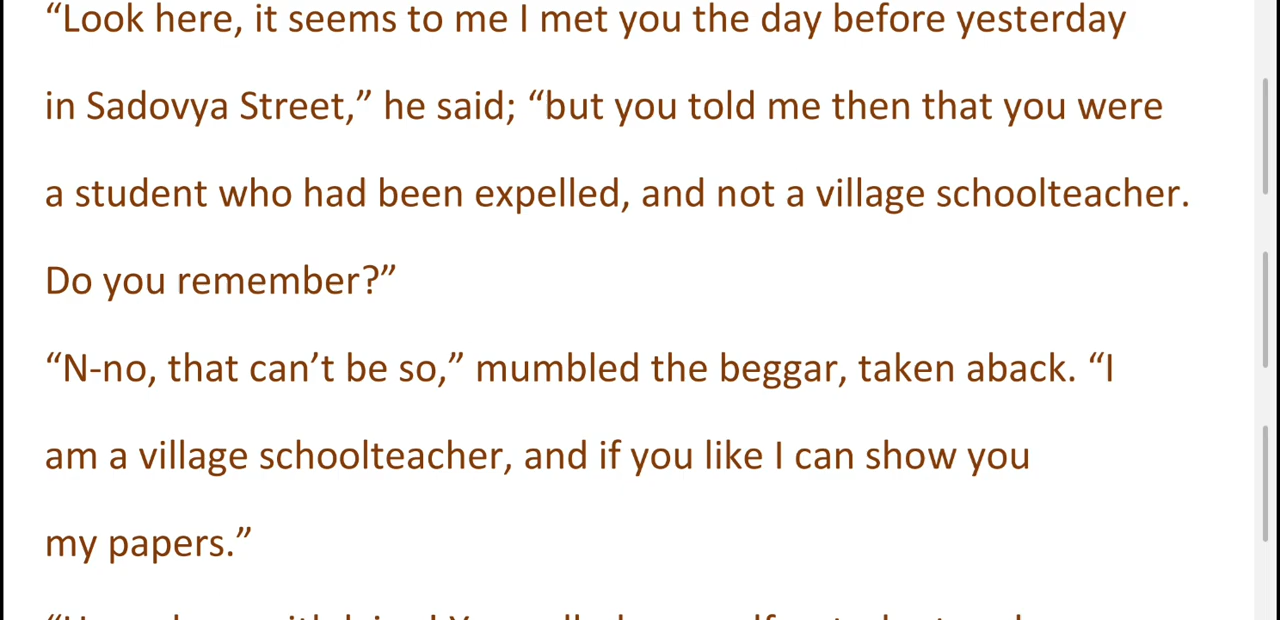 “Look here, it seems to me I met you the day before yesterday
in Sadovya Street,” he said; “but you told me then that you were
a student who had been expelled, and not a village schoolteacher.
Do you remember?”
“N-no, that can’t be so,” mumbled the beggar, taken aback. “I
am a village schoolteacher, and if you like I can show you
my papers.”